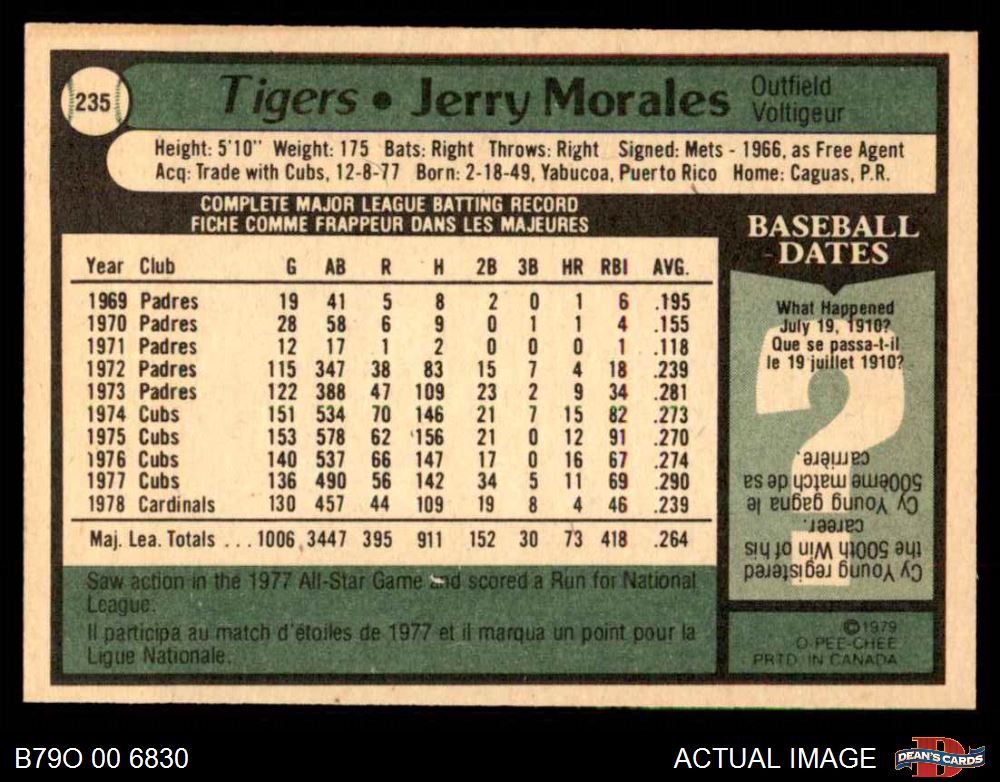 235
Tigers • Jerry Morales
Outfield
Voltigeur
Height: 5'10" Weight: 175 Bats: Right Throws: Right Signed: Mets - 1966, as Free Agent
Acq: Trade with Cubs, 12-8-77 Born: 2-18-49, Yabucoa, Puerto Rico Home: Caguas, P.R.
COMPLETE MAJOR LEAGUE BATTING RECORD
FICHE COMME FRAPPEUR DANS LES MAJEURES
Year Club G AB R H 2B 3B HR RBI AVG.
1969 Padres 19 41 5 8 2 0 1 6 .195
1970 Padres 28 58 6 9 0 1 1 4 .155
1971 Padres 12 17 1 2 0 0 0 1 .118
1972 Padres 115 347 38 83 15 7 4 18 .239
1973 Padres 122 388 47 109 23 2 9 34 .281
1974 Cubs 151 534 70 146 21 7 15 82 .273
1975 Cubs 153 578 62 156 21 0 12 91 .270
1976 Cubs 140 537 66 147 17 0 16 67 .274
1977 Cubs 136 490 56 142 34 5 11 69 .290
1978 Cardinals 130 457 44 109 19 8 4 46 .239
Maj. Lea. Totals ... 1006 3447 395 911 152 30 73 418 .264
Saw action in the 1977 All-Star Game and scored a Run for National
League.
Il participa au match d'étoiles de 1977 et il marqua un point pour la
Ligue Nationale.
BASEBALL
DATES
What Happened
July 19, 1910?
Que se passa-t-il
le 19 juillet 1910?
Cy Young registered
the 500th Win of his
career.
Cy Young gagna le
500ème match de sa
carrière.
©1979
O-PEE-CHEE
PRTD. IN CANADA
B79O 00 6830
ACTUAL IMAGE
D
DEAN'S CARDS